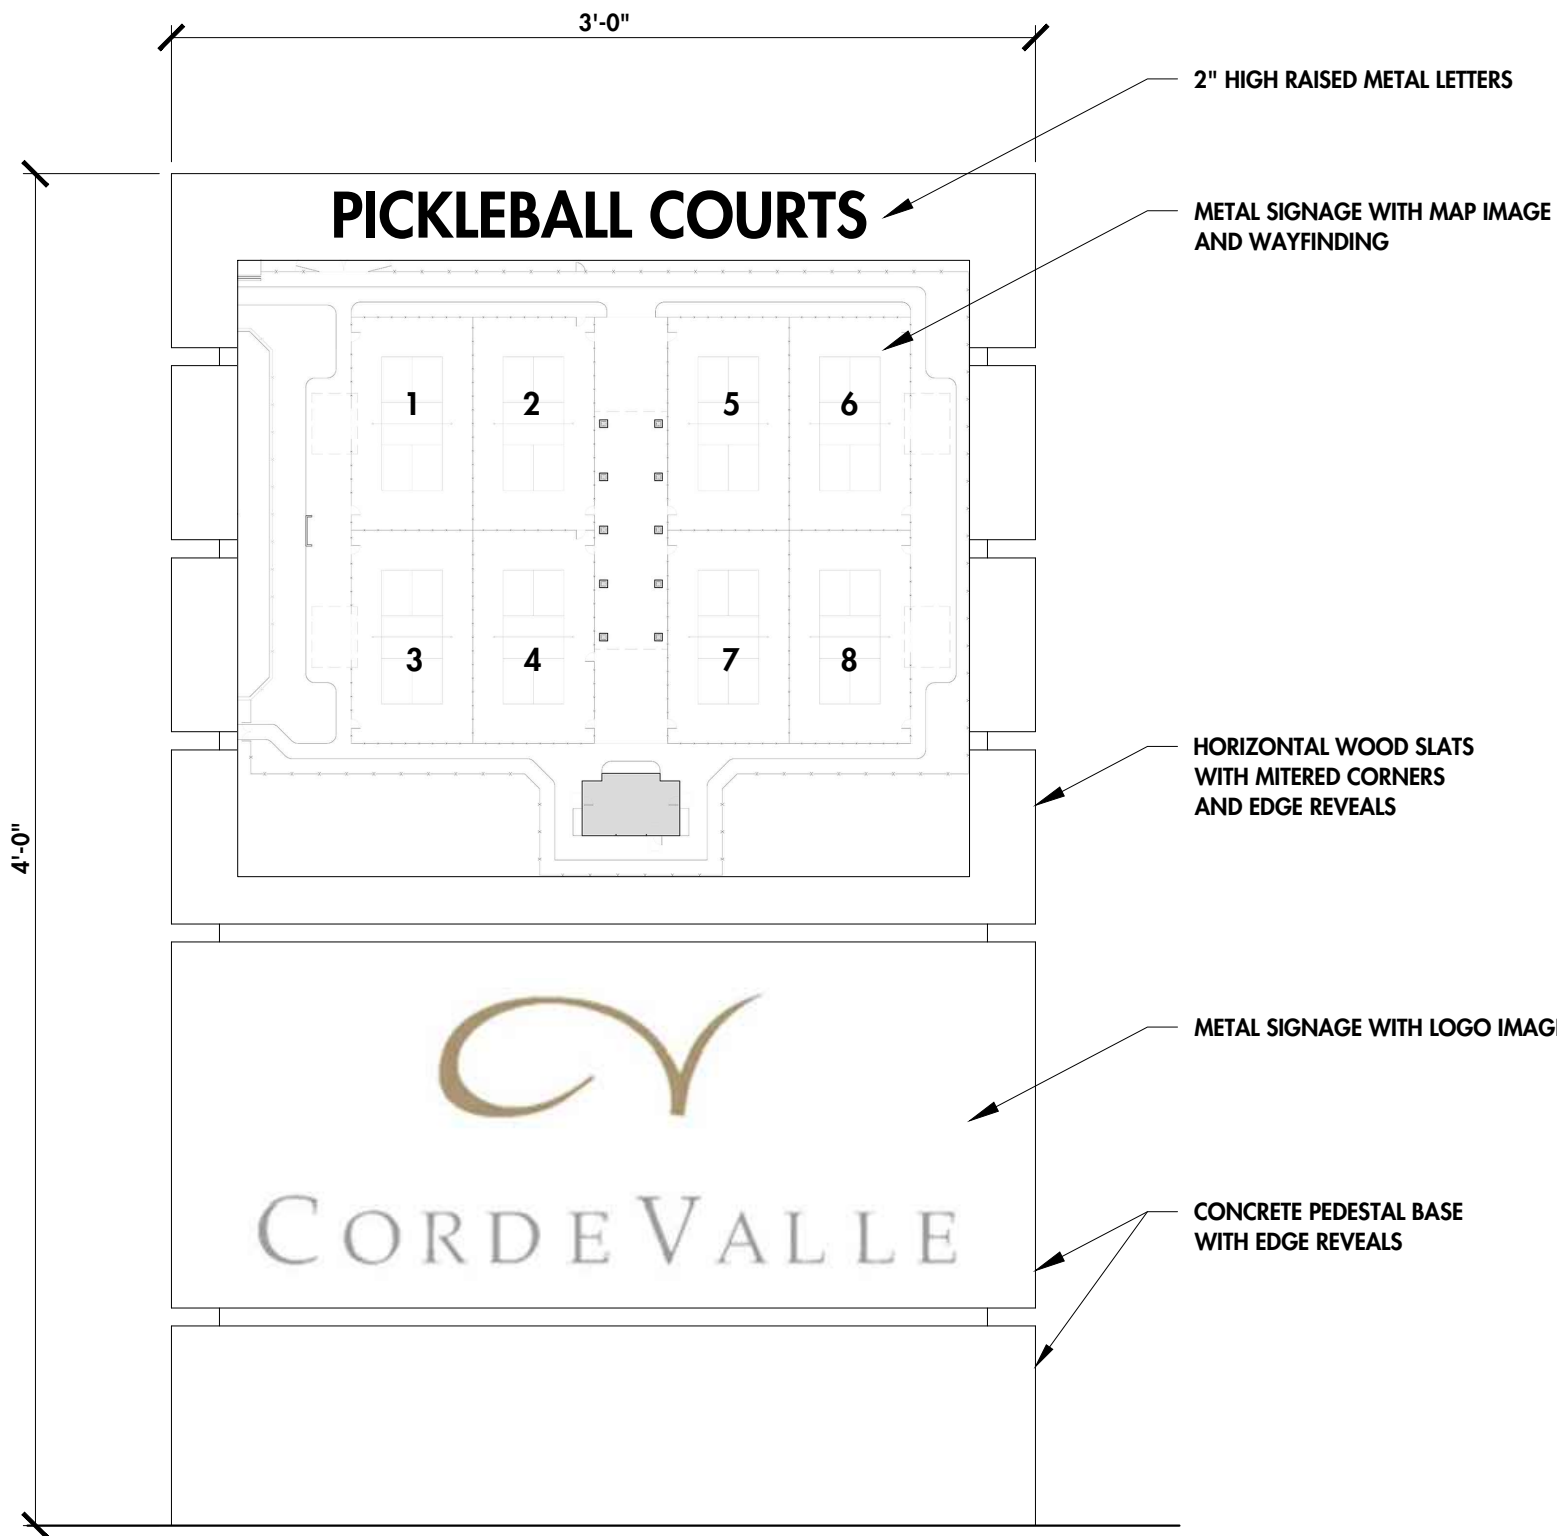 3'-0"
2" HIGH RAISED METAL LETTERS
PICKLEBALL COURTS
METAL SIGNAGE WITH MAP IMAGE
AND WAYFINDING
1 2 5 6
3 4 7 8
HORIZONTAL WOOD SLATS
WITH MITERED CORNERS
AND EDGE REVEALS
4'-0"
METAL SIGNAGE WITH LOGO IMAG
CORDEVALLE
CONCRETE PEDESTAL BASE
WITH EDGE REVEALS